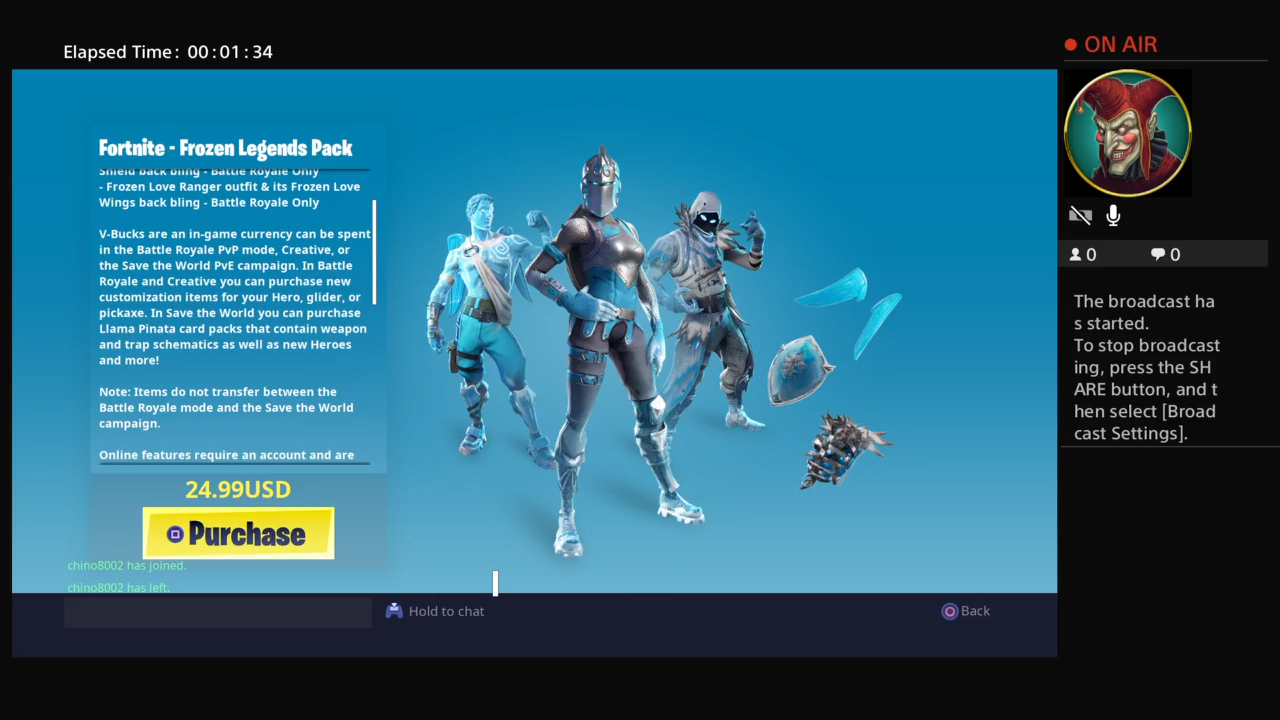 Elapsed Time: 00:01:34
ON AIR
Fortnite - Frozen Legends Pack
Shield back bling - Battle Royale Only
- Frozen Love Ranger outfit & its Frozen Love
Wings back bling - Battle Royale Only
V-Bucks are an in-game currency can be spent
in the Battle Royale PvP mode, Creative, or
the Save the World PvE campaign. In Battle
Royale and Creative you can purchase new
customization items for your Hero, glider, or
pickaxe. In Save the World you can purchase
Llama Pinata card packs that contain weapon
and trap schematics as well as new Heroes
and more!
Note: Items do not transfer between the
Battle Royale mode and the Save the World
campaign.
Online features require an account and are
24.99USD
Purchase
chino8002 has joined.
chino8002 has left.
Hold to chat
Back
0
0
The broadcast ha
s started.
To stop broadcast
ing, press the SH
ARE button, and t
hen select [Broad
cast Settings].